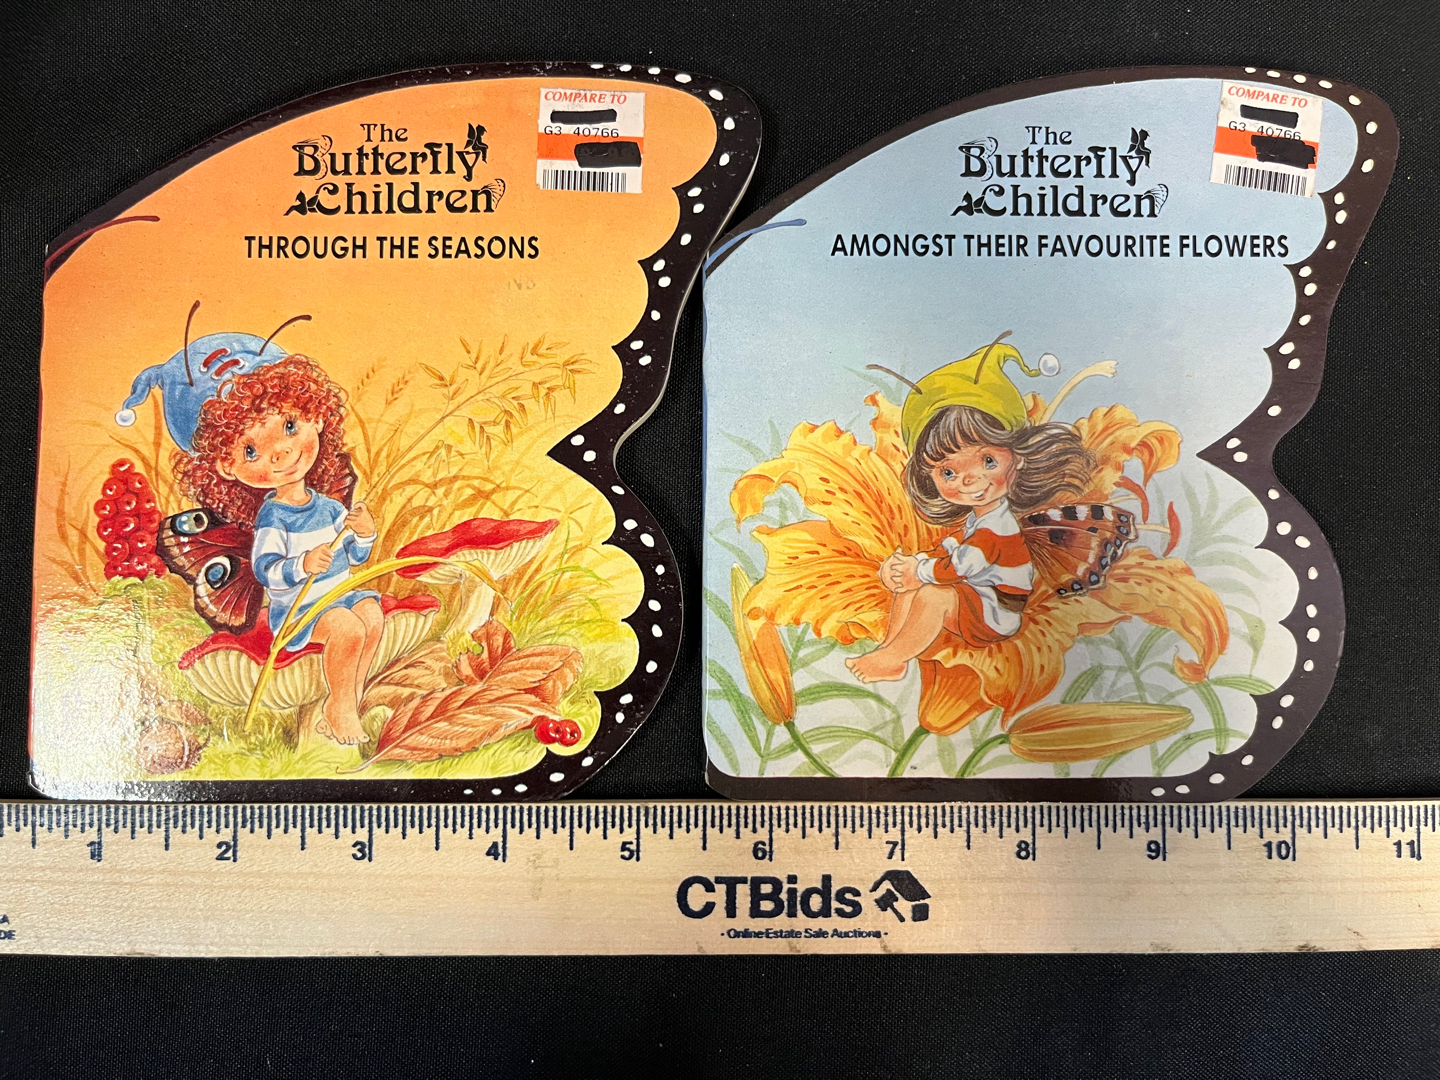 The
Butterfly
Children
THROUGH THE SEASONS
COMPARE TO
G3 40766
The
Butterfly
Children
AMONGST THEIR FAVOURITE FLOWERS
COMPARE TO
G3 40766
1 2 3 4 5 6 7 8 9 10 11
CTBids
- Online Estate Sale Auctions -